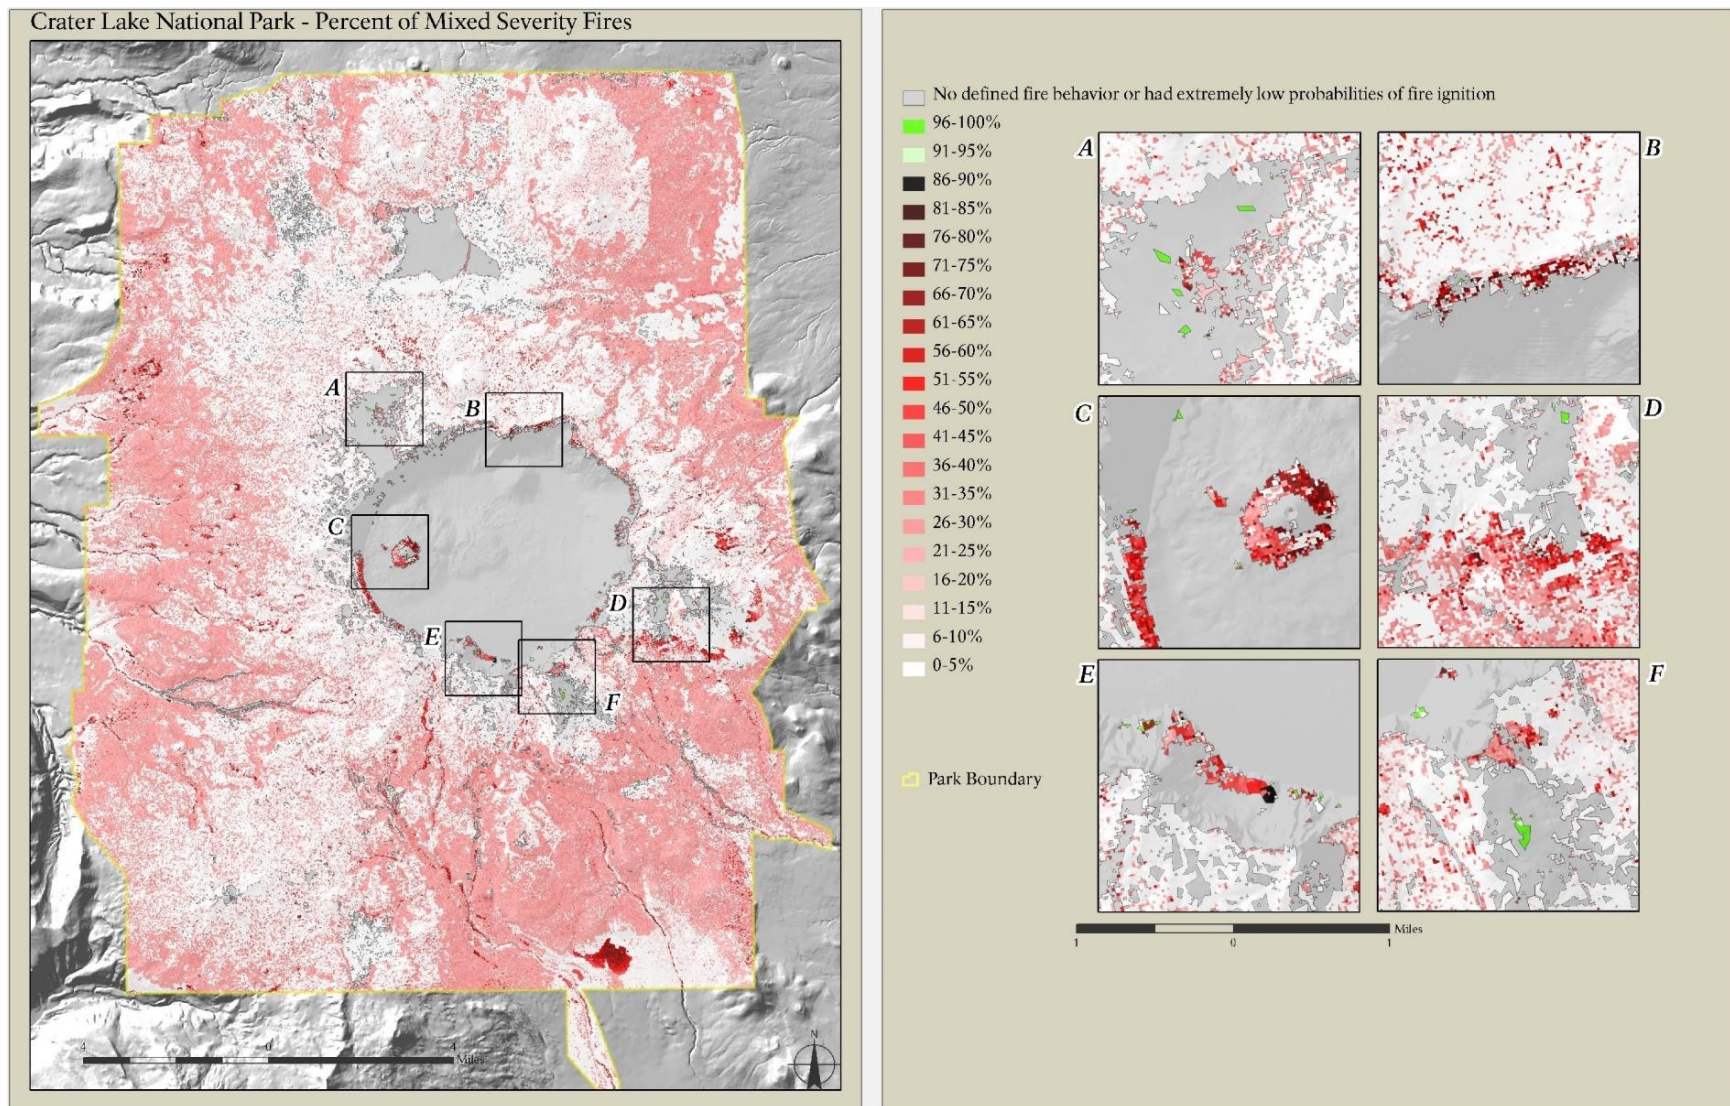 Crater Lake National Park - Percent of Mixed Severity Fires
A
B
C
D
E
F
N
4 0 4
Miles
No defined fire behavior or had extremely low probabilities of fire ignition
96-100%
91-95%
86-90%
81-85%
76-80%
71-75%
66-70%
61-65%
56-60%
51-55%
46-50%
41-45%
36-40%
31-35%
26-30%
21-25%
16-20%
11-15%
6-10%
0-5%
Park Boundary
A
B
C
D
E
F
Miles
1 0 1